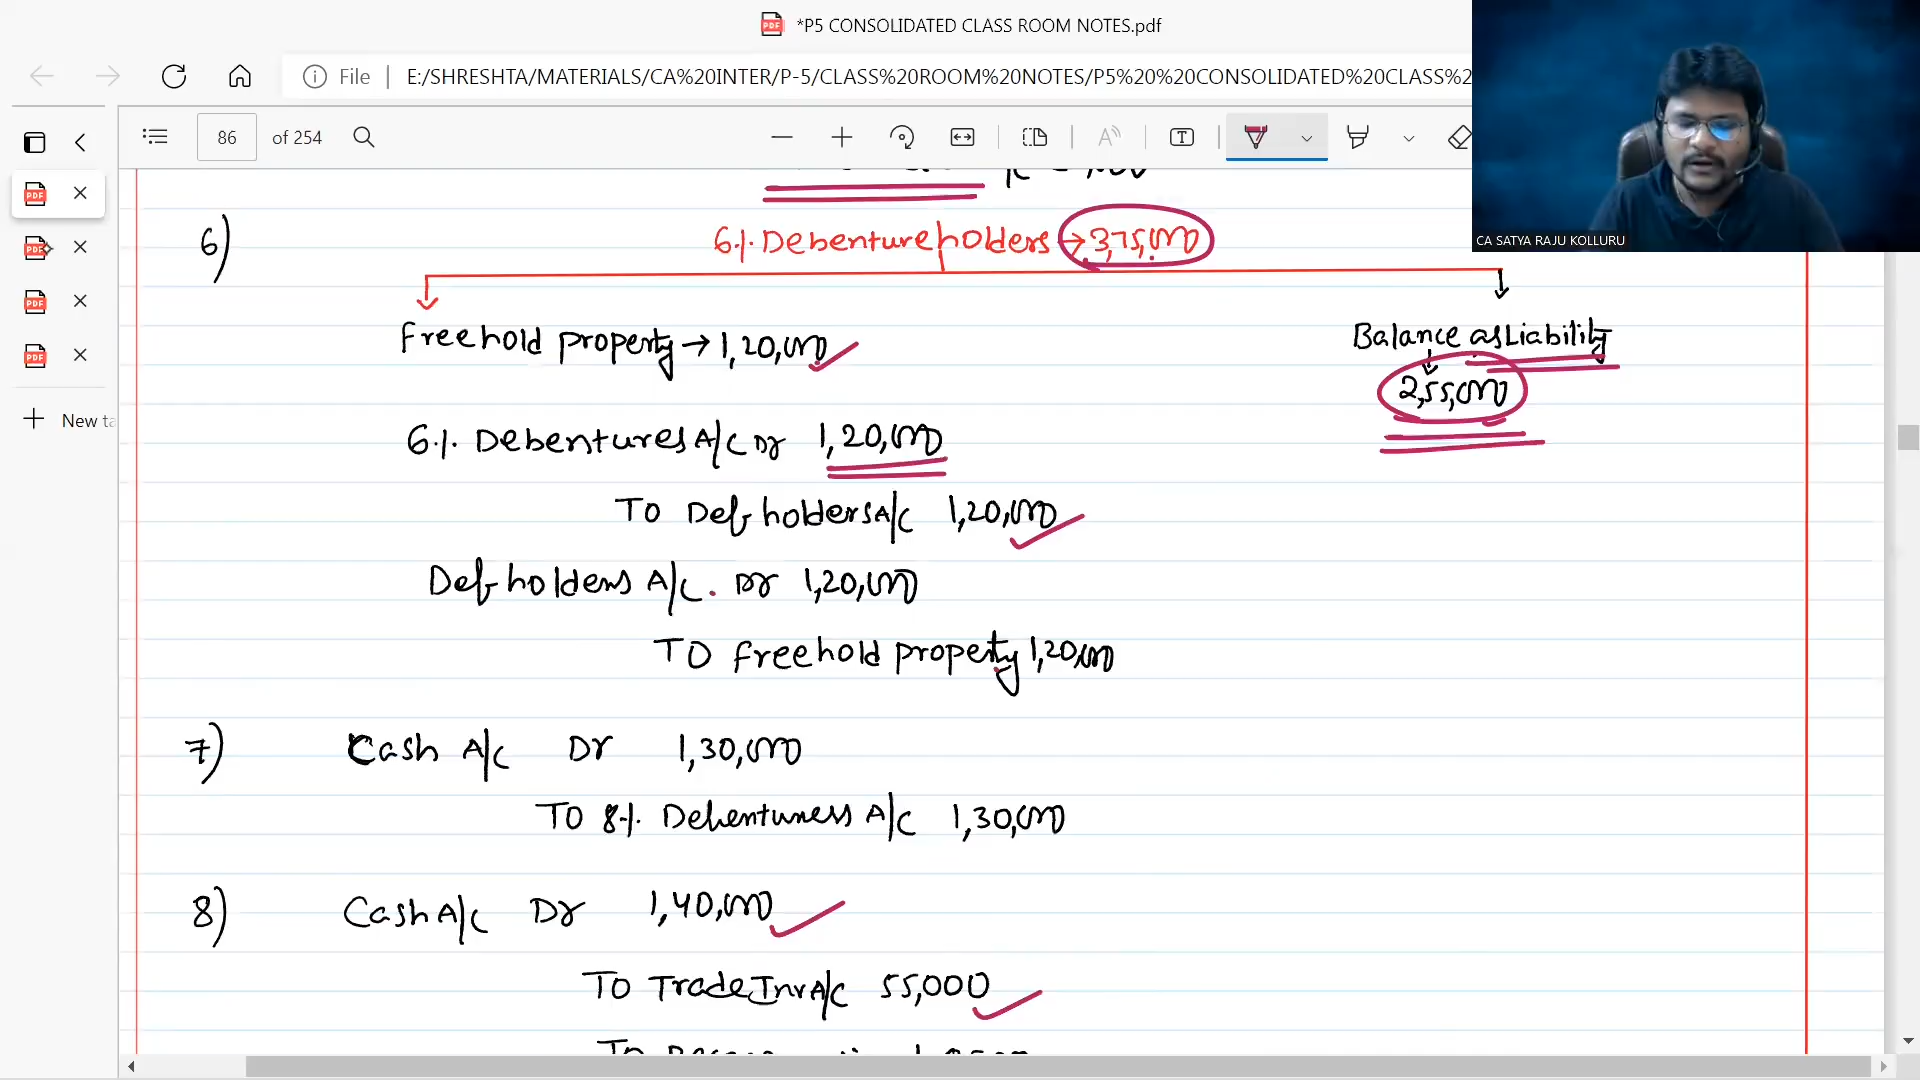 *P5 CONSOLIDATED CLASS ROOM NOTES.pdf
File E:/SHRESHTA/MATERIALS/CA%20INTER/P-5/CLASS%20ROOM%20NOTES/P5%20%20CONSOLIDATED%20CLASS%2
86 of 254
New ta
CA SATYA RAJU KOLLURU
6) 6% Debentureholders → 3,75,000
Freehold property → 1,20,000
Balance as Liability
2,55,000
6% Debentures A/c Dr 1,20,000
To Deb holders A/c 1,20,000
Deb holders A/c. Dr 1,20,000
To freehold property 1,20,000
7) Cash A/c Dr 1,30,000
To 8% Debentures A/c 1,30,000
8) Cash A/c Dr 1,40,000
To Trade Inv A/c 55,000
To